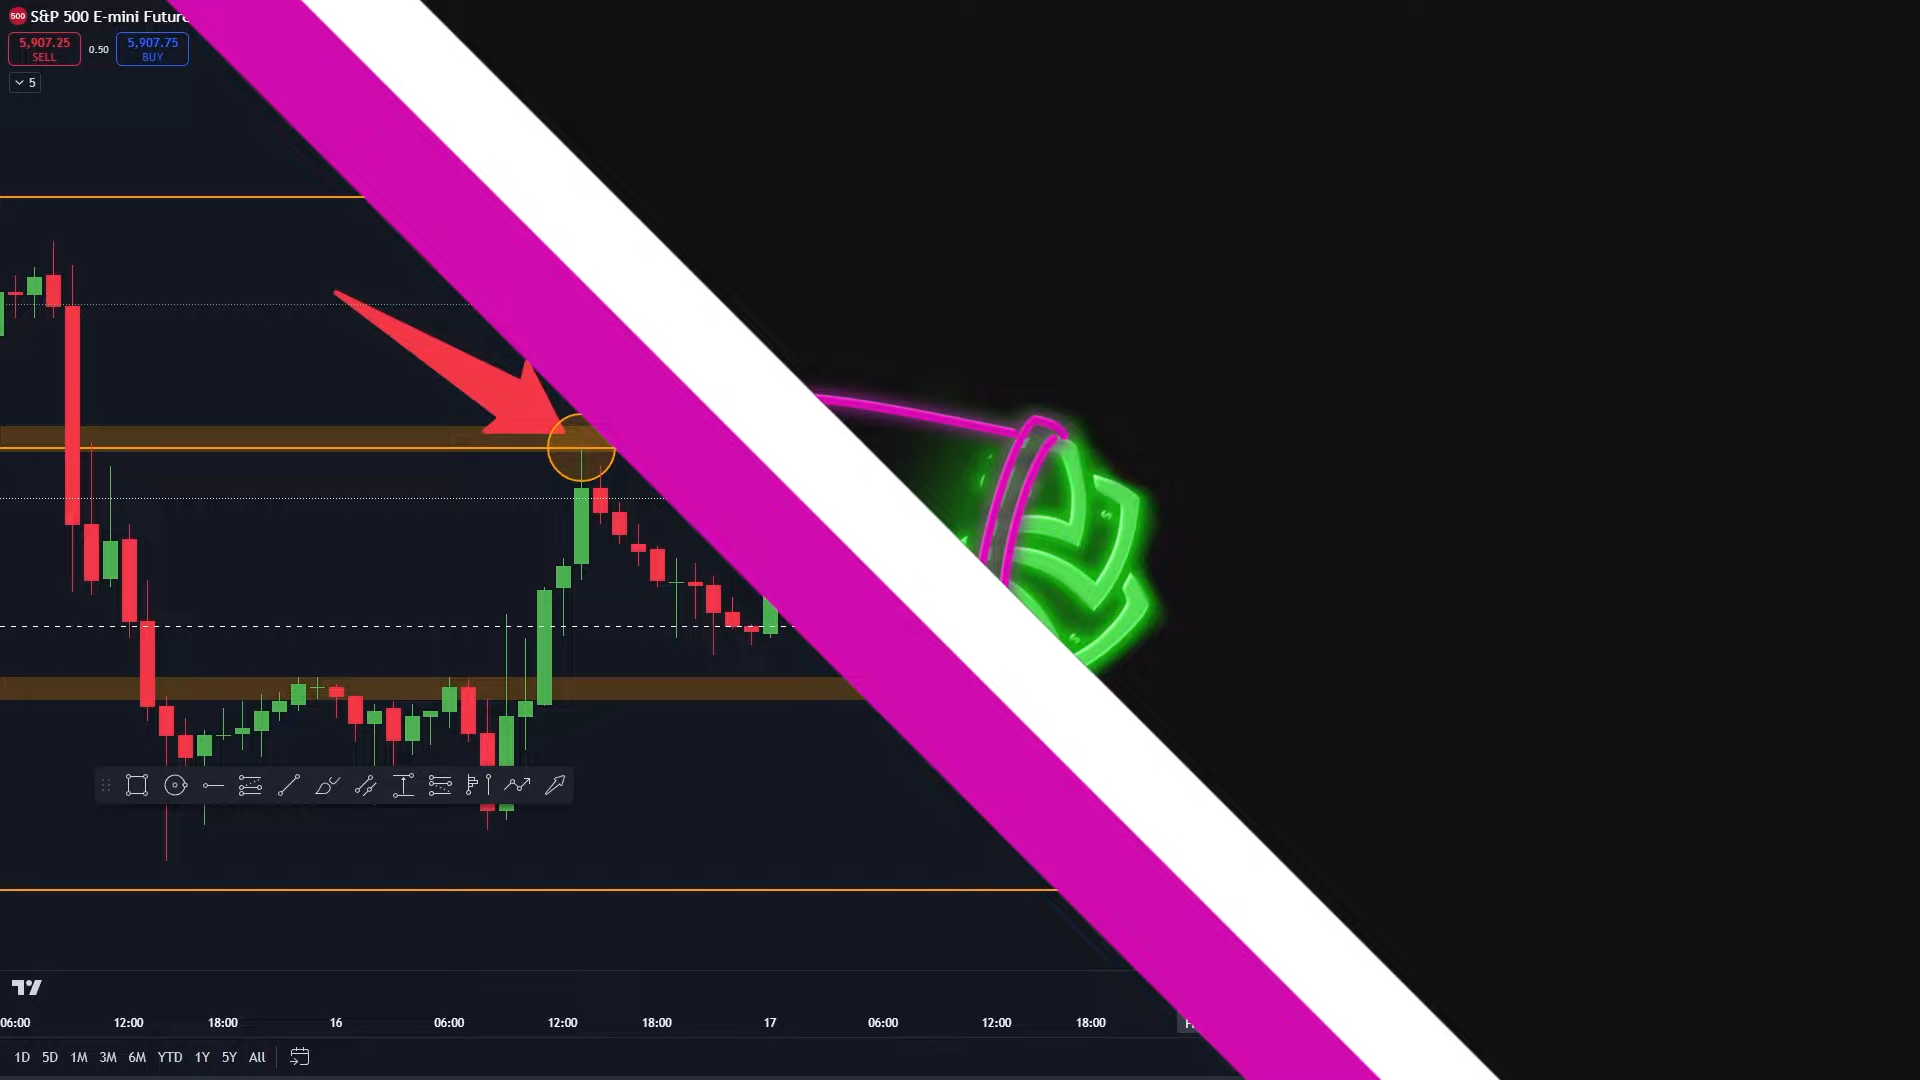 500 S&P 500 E-mini Future
5,907.25 SELL 0.50 5,907.75 BUY
5
06:00 12:00 18:00 16 06:00 12:00 18:00 17 06:00 12:00 18:00
1D 5D 1M 3M 6M YTD 1Y 5Y All